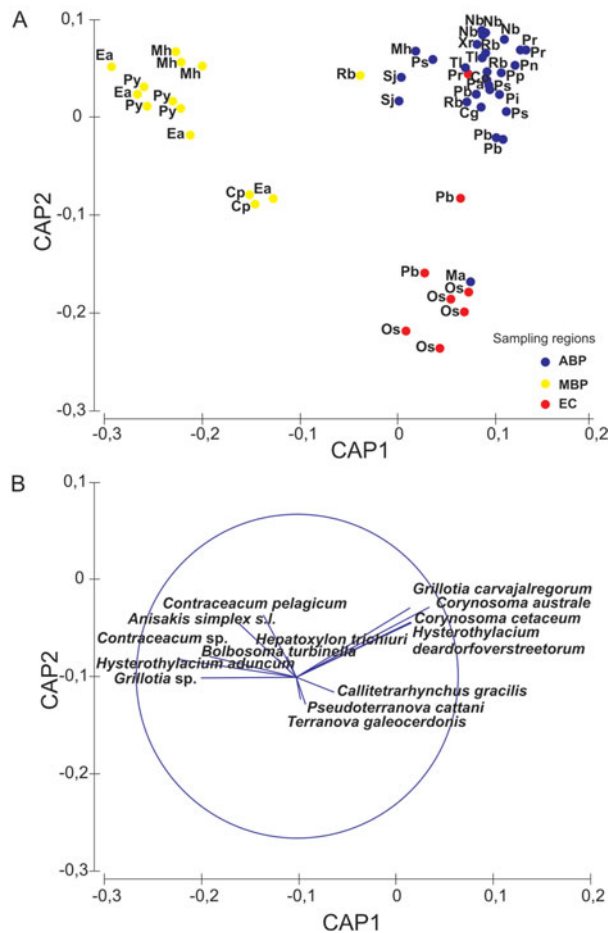 A
0,1
Nb
Nb
Nb
Ea
Mh
Mh
Mh
Mh
Xr
Rb
Pr
Pr
Ps
Tl
Tl
Rb
Pn
Rb
Py
Sj
Pr
Pp
Ea
Py
Py
Py
Sj
Pa
Ps
Pb
Pi
Rb
Ps
Cg
0
Ea
Pb
Pb
Cp
Ea
Cp
Pb
-0,1
CAP2
Pb
Ma
Os
Os
Os
-0,2
Os
Os
Sampling regions
ABP
MBP
EC
-0,3
-0,3
-0,2
-0,1
0
0,1
0,2
CAP1
B
0,1
0
Grillotia carvajalregorum
Contraceacum pelagicum
Corynosoma australe
Anisakis simplex s.l.
Corynosoma cetaceum
Contraceacum sp.
Hepatoxylon trichiuri
Hysterothylacium
deardorfoverstreetorum
Bolbosoma turbinella
Hysterothylacium aduncum
Grillotia sp.
-0,1
Callitetrarhynchus gracilis
Pseudoterranova cattani
Terranova galeocerdonis
CAP2
-0,2
-0,3
-0,3
-0,2
-0,1
0
0,1
0,2
CAP1